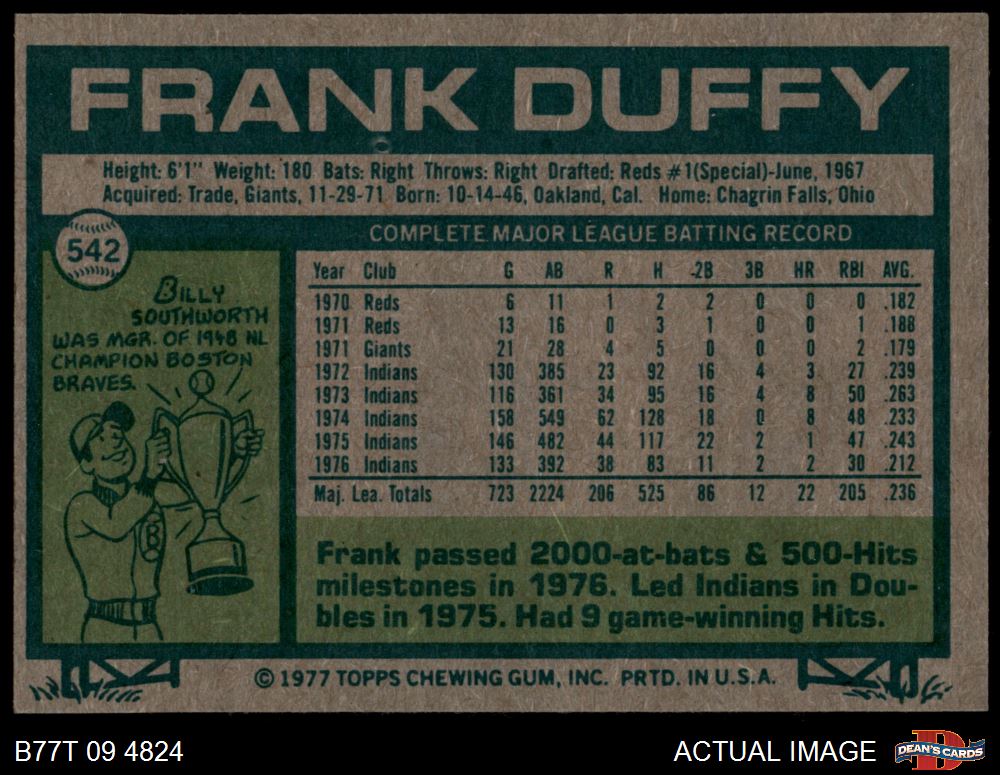 FRANK DUFFY
Height: 6'1" Weight: 180 Bats: Right Throws: Right Drafted: Reds #1(Special)-June, 1967
Acquired: Trade, Giants, 11-29-71 Born: 10-14-46, Oakland, Cal. Home: Chagrin Falls, Ohio
542
BILLY
SOUTHWORTH
WAS MGR. OF 1948 NL
CHAMPION BOSTON
BRAVES.
B
COMPLETE MAJOR LEAGUE BATTING RECORD
Year Club G AB R H 2B 3B HR RBI AVG.
1970 Reds 6 11 1 2 2 0 0 0 .182
1971 Reds 13 16 0 3 1 0 0 1 .188
1971 Giants 21 28 4 5 0 0 0 2 .179
1972 Indians 130 385 23 92 16 4 3 27 .239
1973 Indians 116 361 34 95 16 4 8 50 .263
1974 Indians 158 549 62 128 18 0 8 48 .233
1975 Indians 146 482 44 117 22 2 1 47 .243
1976 Indians 133 392 38 83 11 2 2 30 .212
Maj. Lea. Totals 723 2224 206 525 86 12 22 205 .236
Frank passed 2000-at-bats & 500-Hits
milestones in 1976. Led Indians in Dou-
bles in 1975. Had 9 game-winning Hits.
© 1977 TOPPS CHEWING GUM, INC. PRTD. IN U.S.A.
B77T 09 4824
ACTUAL IMAGE
D
DEAN'S CARDS